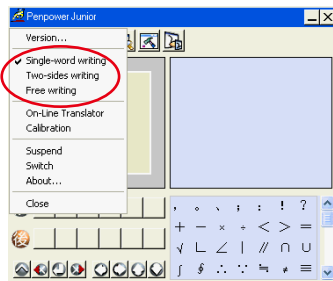 Penpower Junior
Version...
Single-word writing
Two-sides writing
Free writing
On-Line Translator
Calibration
Suspend
Switch
About...
Close
， 。 、 ； ： ！ ？
＋ － × ÷ ＜ ＞ ＝
√ ∟ ∠ ∣ ∥ ∩ ∪
∫ ∮ ∴ ∵ ≒ ≠ ≡
後